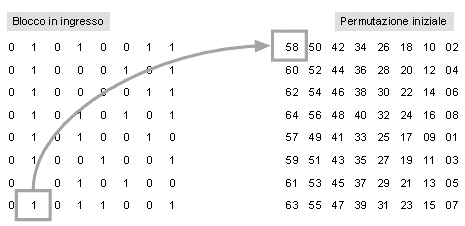 Blocco in ingresso Permutazione iniziale
0 1 0 1 0 0 1 1 58 50 42 34 26 18 10 02
0 1 0 0 0 1 0 1 60 52 44 36 28 20 12 04
0 1 0 0 0 0 1 1 62 54 46 38 30 22 14 06
0 1 0 1 0 1 0 1 64 56 48 40 32 24 16 08
0 1 0 1 0 0 1 0 57 49 41 33 25 17 09 01
0 1 0 0 1 0 0 1 59 51 43 35 27 19 11 03
0 1 0 1 0 1 0 0 61 53 45 37 29 21 13 05
0 1 0 1 1 0 0 1 63 55 47 39 31 23 15 07